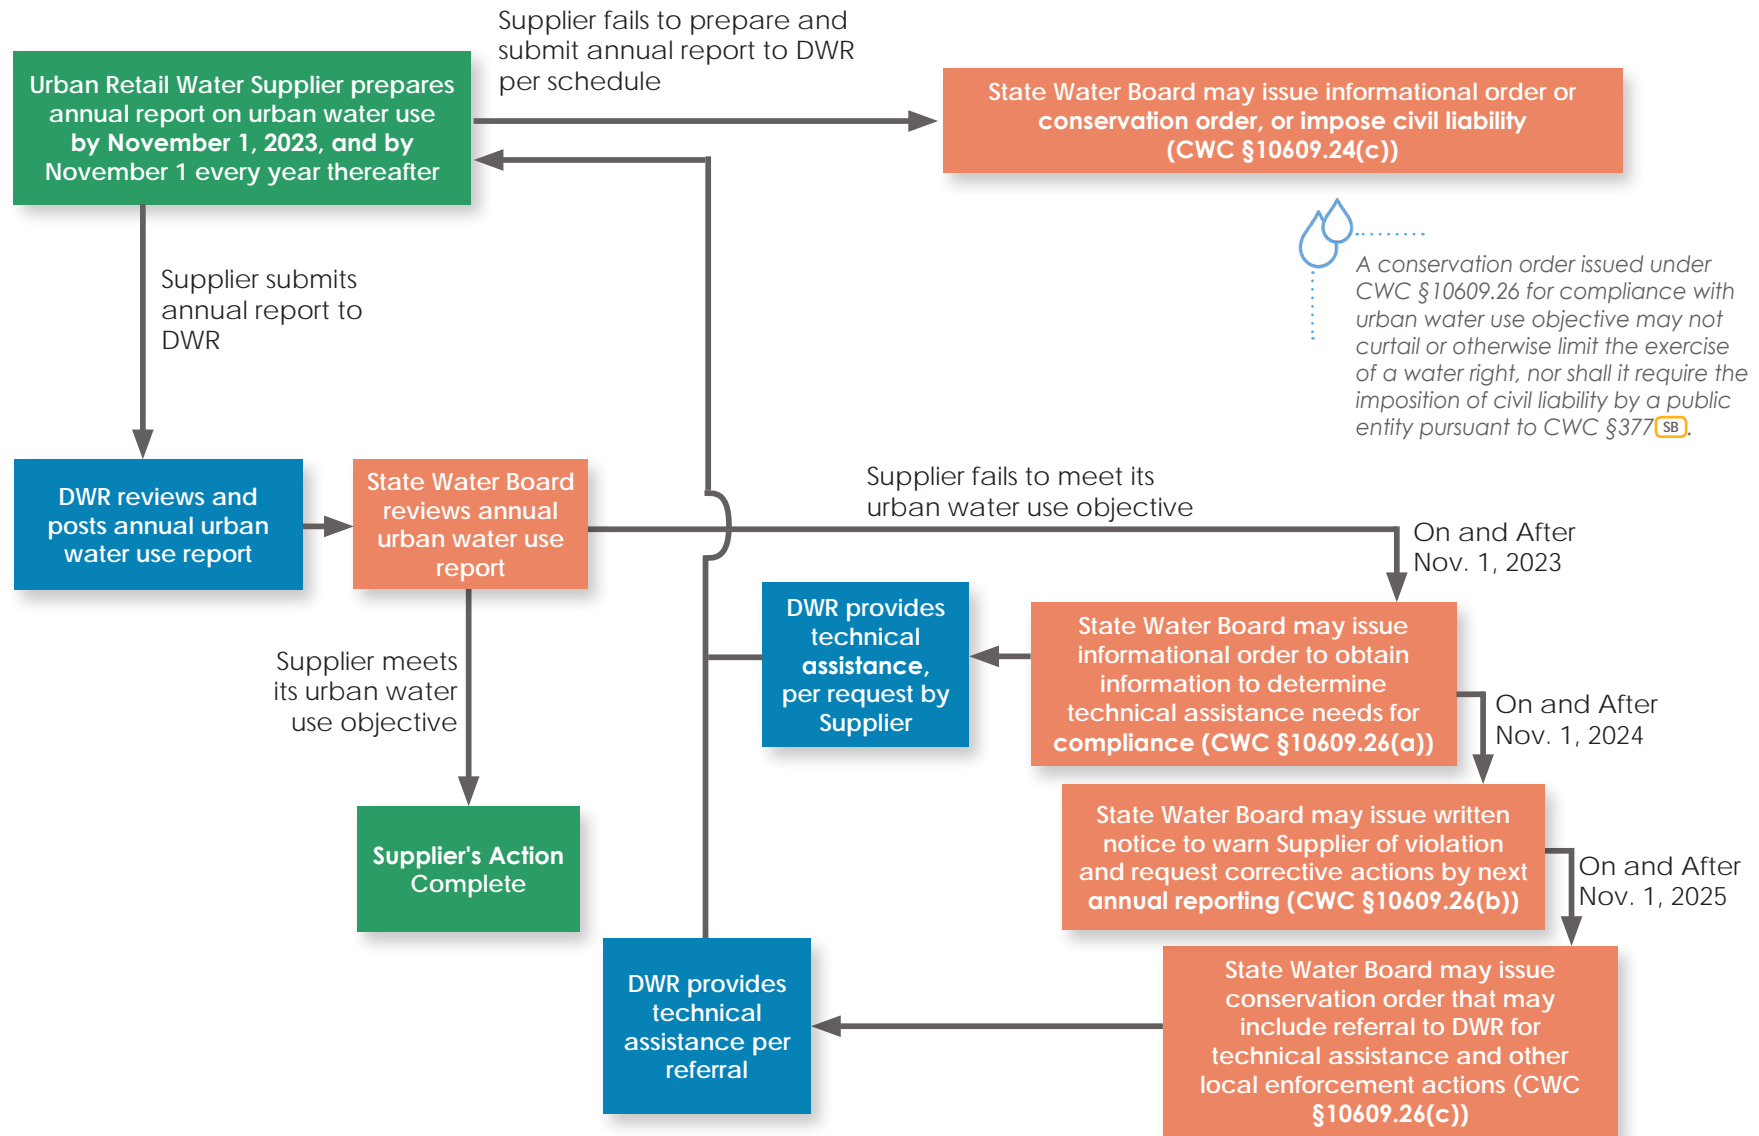 Supplier fails to prepare and
submit annual report to DWR
per schedule
Urban Retail Water Supplier prepares
annual report on urban water use
by November 1, 2023, and by
November 1 every year thereafter
State Water Board may issue informational order or
conservation order, or impose civil liability
(CWC §10609.24(c))
A conservation order issued under
CWC §10609.26 for compliance with
urban water use objective may not
curtail or otherwise limit the exercise
of a water right, nor shall it require the
imposition of civil liability by a public
entity pursuant to CWC §377 SB.
Supplier submits
annual report to
DWR
DWR reviews and
posts annual urban
water use report
State Water Board
reviews annual
urban water use
report
Supplier fails to meet its
urban water use objective
On and After
Nov. 1, 2023
DWR provides
technical
assistance,
per request by
Supplier
State Water Board may issue
informational order to obtain
information to determine
technical assistance needs for
compliance (CWC §10609.26(a))
Supplier meets
its urban water
use objective
On and After
Nov. 1, 2024
State Water Board may issue written
notice to warn Supplier of violation
and request corrective actions by next
annual reporting (CWC §10609.26(b))
Supplier's Action
Complete
On and After
Nov. 1, 2025
DWR provides
technical
assistance per
referral
State Water Board may issue
conservation order that may
include referral to DWR for
technical assistance and other
local enforcement actions (CWC
§10609.26(c))